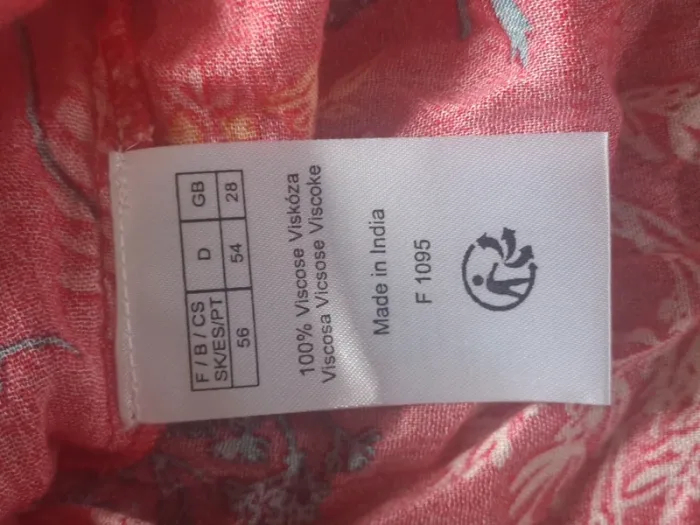 F / B / CS D GB
SK/ES/PT
56 54 28
100% Viscose Viskóza
Viscosa Vicsose Viscoke
Made in India
F 1095